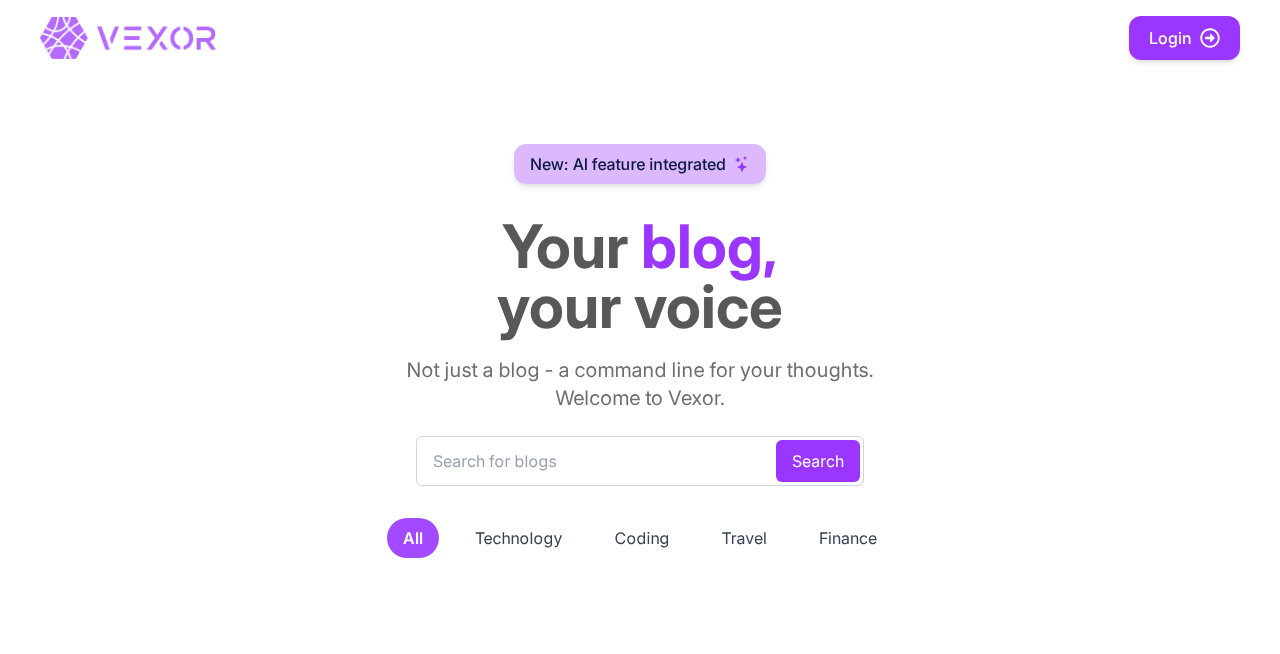 VEXOR
Login
New: AI feature integrated
Your blog,
your voice
Not just a blog - a command line for your thoughts.
Welcome to Vexor.
Search for blogs
Search
All
Technology
Coding
Travel
Finance